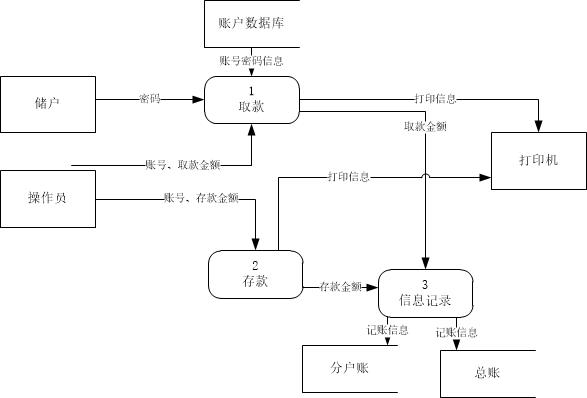 账户数据库
账号密码信息
储户
密码
1
取款
打印信息
取款金额
打印机
账号、取款金额
操作员
账号、存款金额
打印信息
2
存款
存款金额
3
信息记录
记账信息
记账信息
分户账
总账